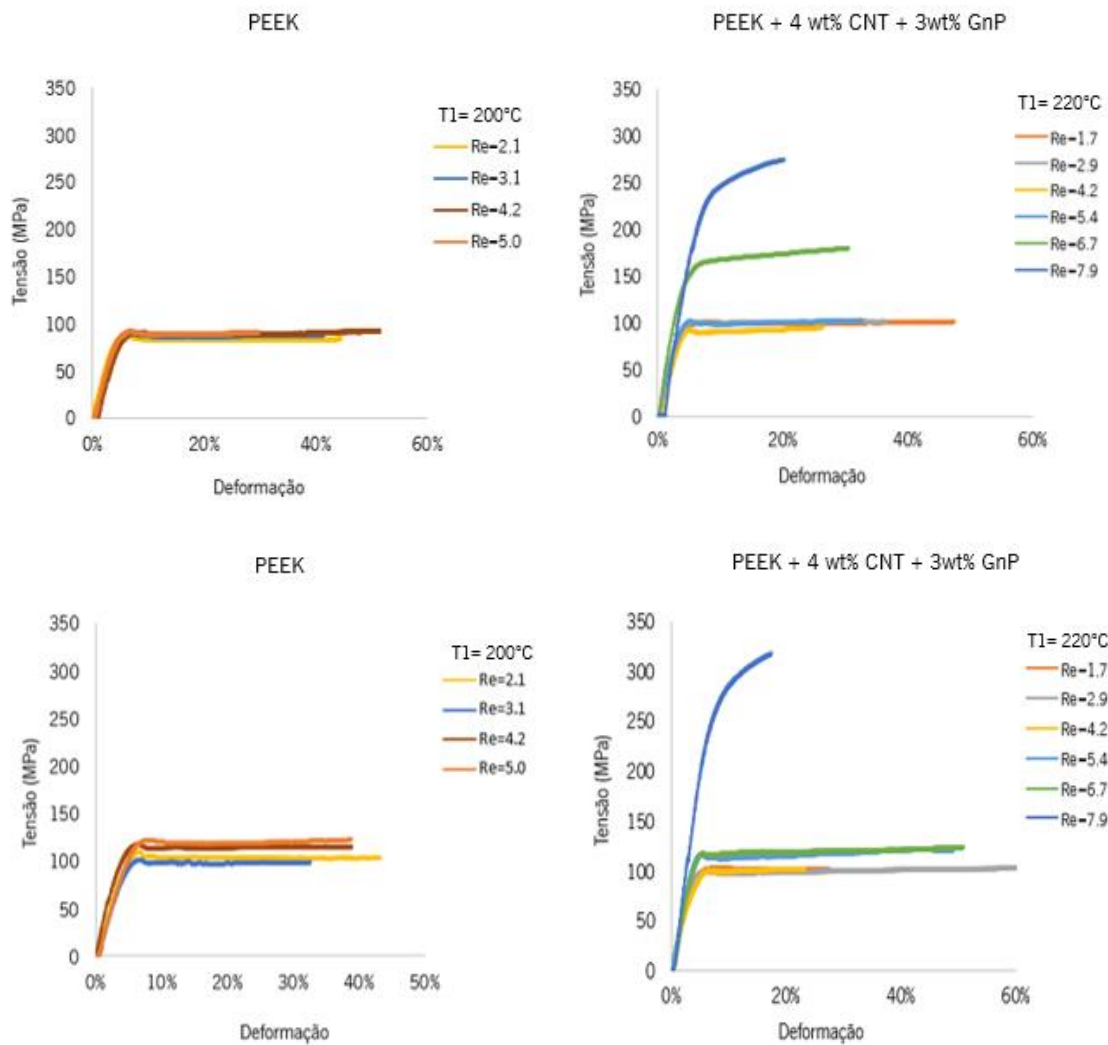 PEEK
350
300
250
200
150
100
50
0
Tensão (MPa)
0%
20%
40%
60%
Deformação
T1= 200°C
Re=2.1
Re=3.1
Re=4.2
Re=5.0
PEEK + 4 wt% CNT + 3wt% GnP
350
300
250
200
150
100
50
0
Tensão (MPa)
0%
20%
40%
60%
Deformação
T1= 220°C
Re=1.7
Re=2.9
Re=4.2
Re=5.4
Re=6.7
Re=7.9
PEEK
350
300
250
200
150
100
50
0
Tensão (MPa)
0%
10%
20%
30%
40%
50%
Deformação
T1= 200°C
Re=2.1
Re=3.1
Re=4.2
Re=5.0
PEEK + 4 wt% CNT + 3wt% GnP
350
300
250
200
150
100
50
0
Tensão (MPa)
0%
20%
40%
60%
Deformação
T1= 220°C
Re=1.7
Re=2.9
Re=4.2
Re=5.4
Re=6.7
Re=7.9